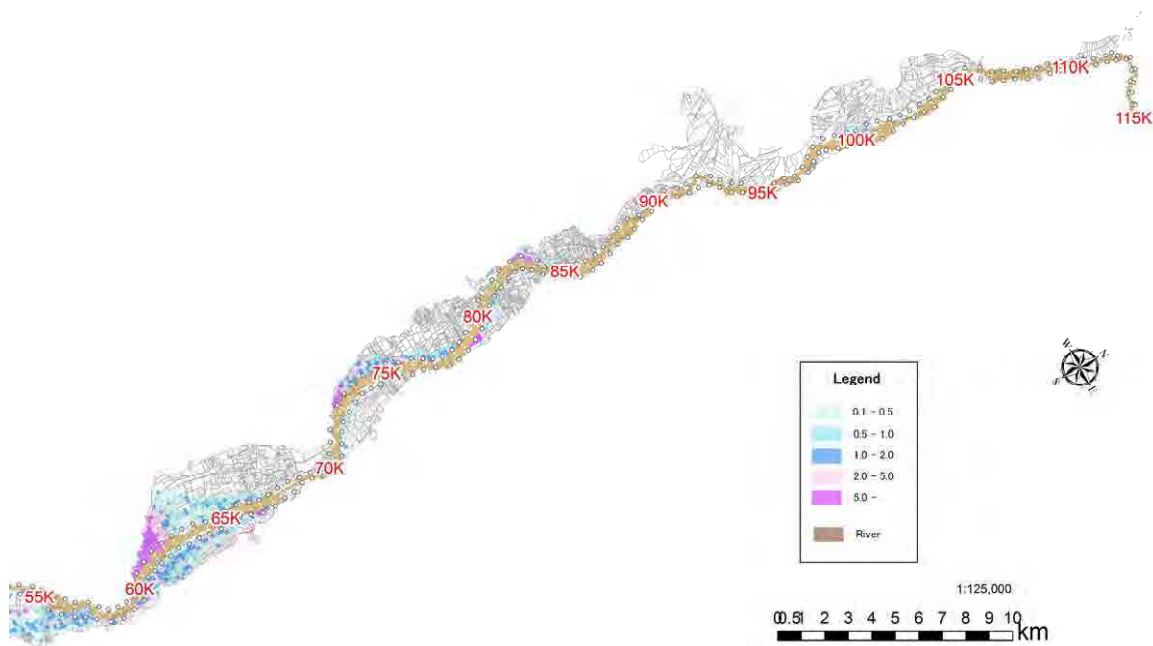 105K
110K
115K
100K
95K
90K
85K
80K
75K
70K
65K
60K
55K
W
N
S
E
Legend
0.1 - 0.5
0.5 - 1.0
1.0 - 2.0
2.0 - 5.0
5.0 -
River
1:125,000
0 0.5 1 2 3 4 5 6 7 8 9 10
km